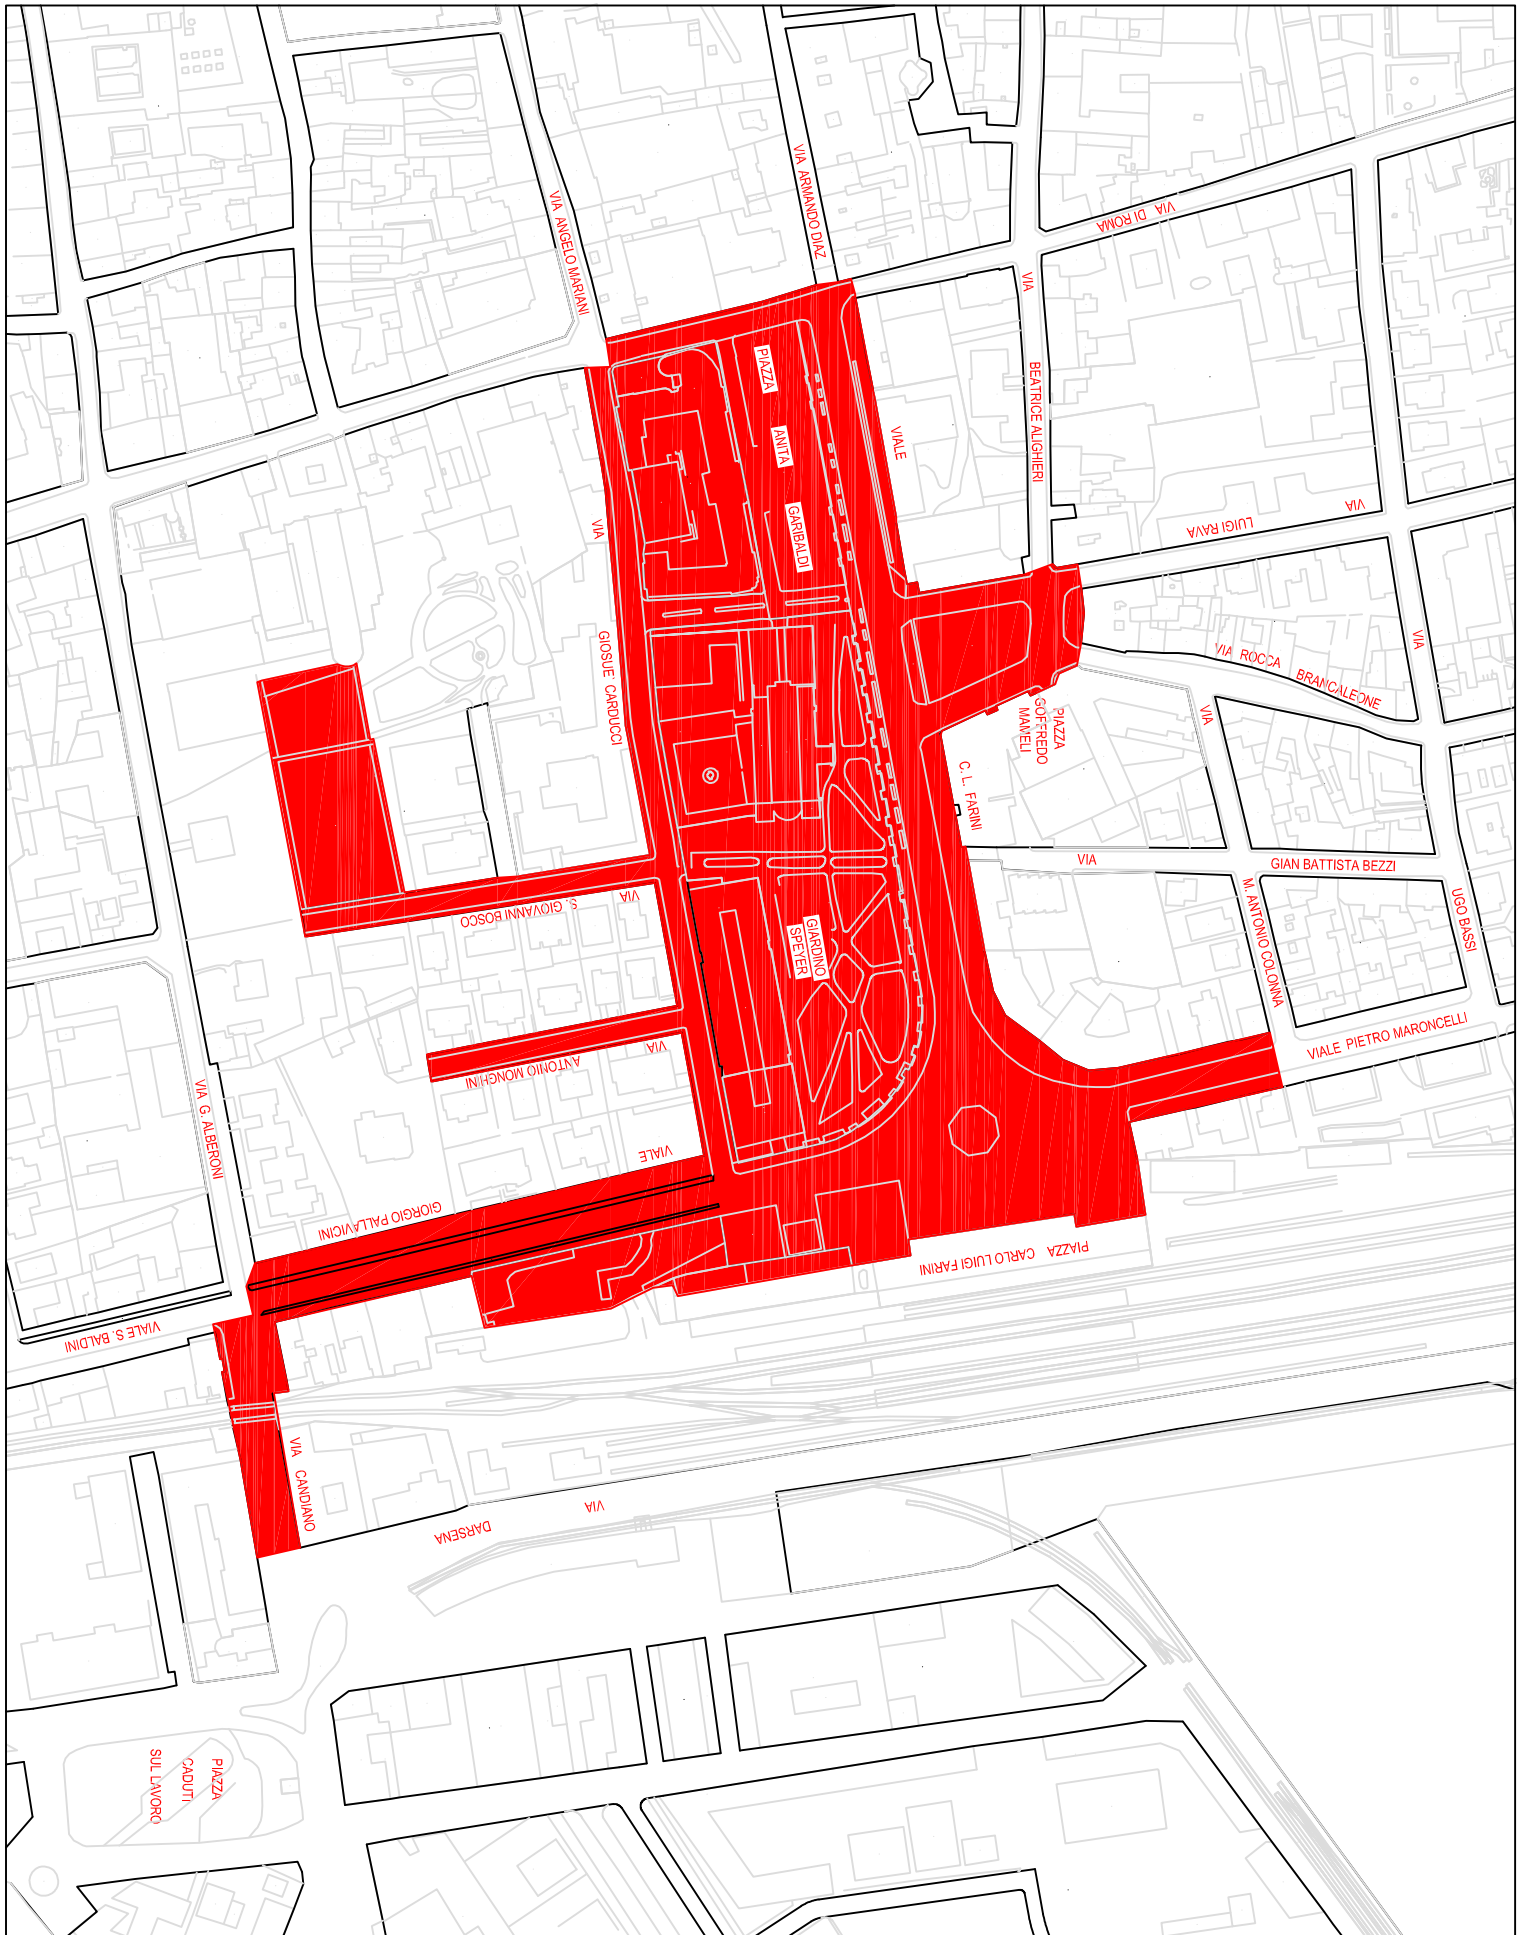 VIA ANGELO MARIANI
VIA ARMANDO DIAZ
VIA DI ROMA
VIA
BEATRICE ALIGHIERI
PIAZZA
ANITA
GARIBALDI
VIALE
VIA
LUIGI RAVA
VIA
GIOSUE' CARDUCCI
VIA ROCCA BRANCALEONE
VIA
VIA
UGO BASSI
PIAZZA
GOFFREDO
MAMELI
C. L. FARINI
VIA
GIAN BATTISTA BEZZI
M. ANTONIO COLONNA
VIA
S. GIOVANNI BOSCO
GIARDINO
SPEYER
VIALE PIETRO MARONCELLI
VIA
ANTONIO MONGHINI
VIA G. ALBERONI
VIALE
GIORGIO PALLAVICINI
PIAZZA CARLO LUIGI FARINI
VIALE S. BALDINI
VIA CANDIANO
VIA
DARSENA
PIAZZA
CADUTI
SUL LAVORO